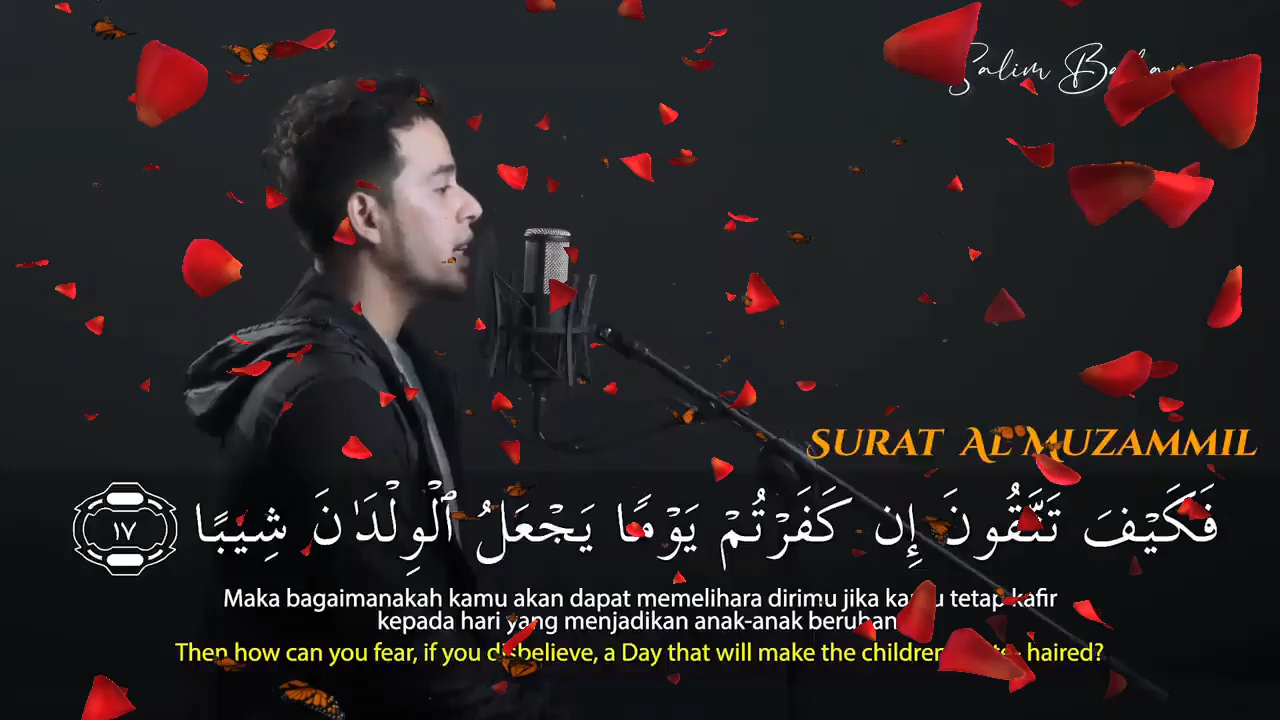 Salim
SURAT AL MUZAMMIL
فَكَيْفَ تَتَّقُونَ إِن كَفَرْتُمْ يَوْمًا يَجْعَلُ ٱلْوِلْدَٰنَ شِيبًا ١٧
Maka bagaimanakah kamu akan dapat memelihara dirimu jika kamu tetap kafir
kepada hari yang menjadikan anak-anak beruban
Then how can you fear, if you disbelieve, a Day that will make the children haired?